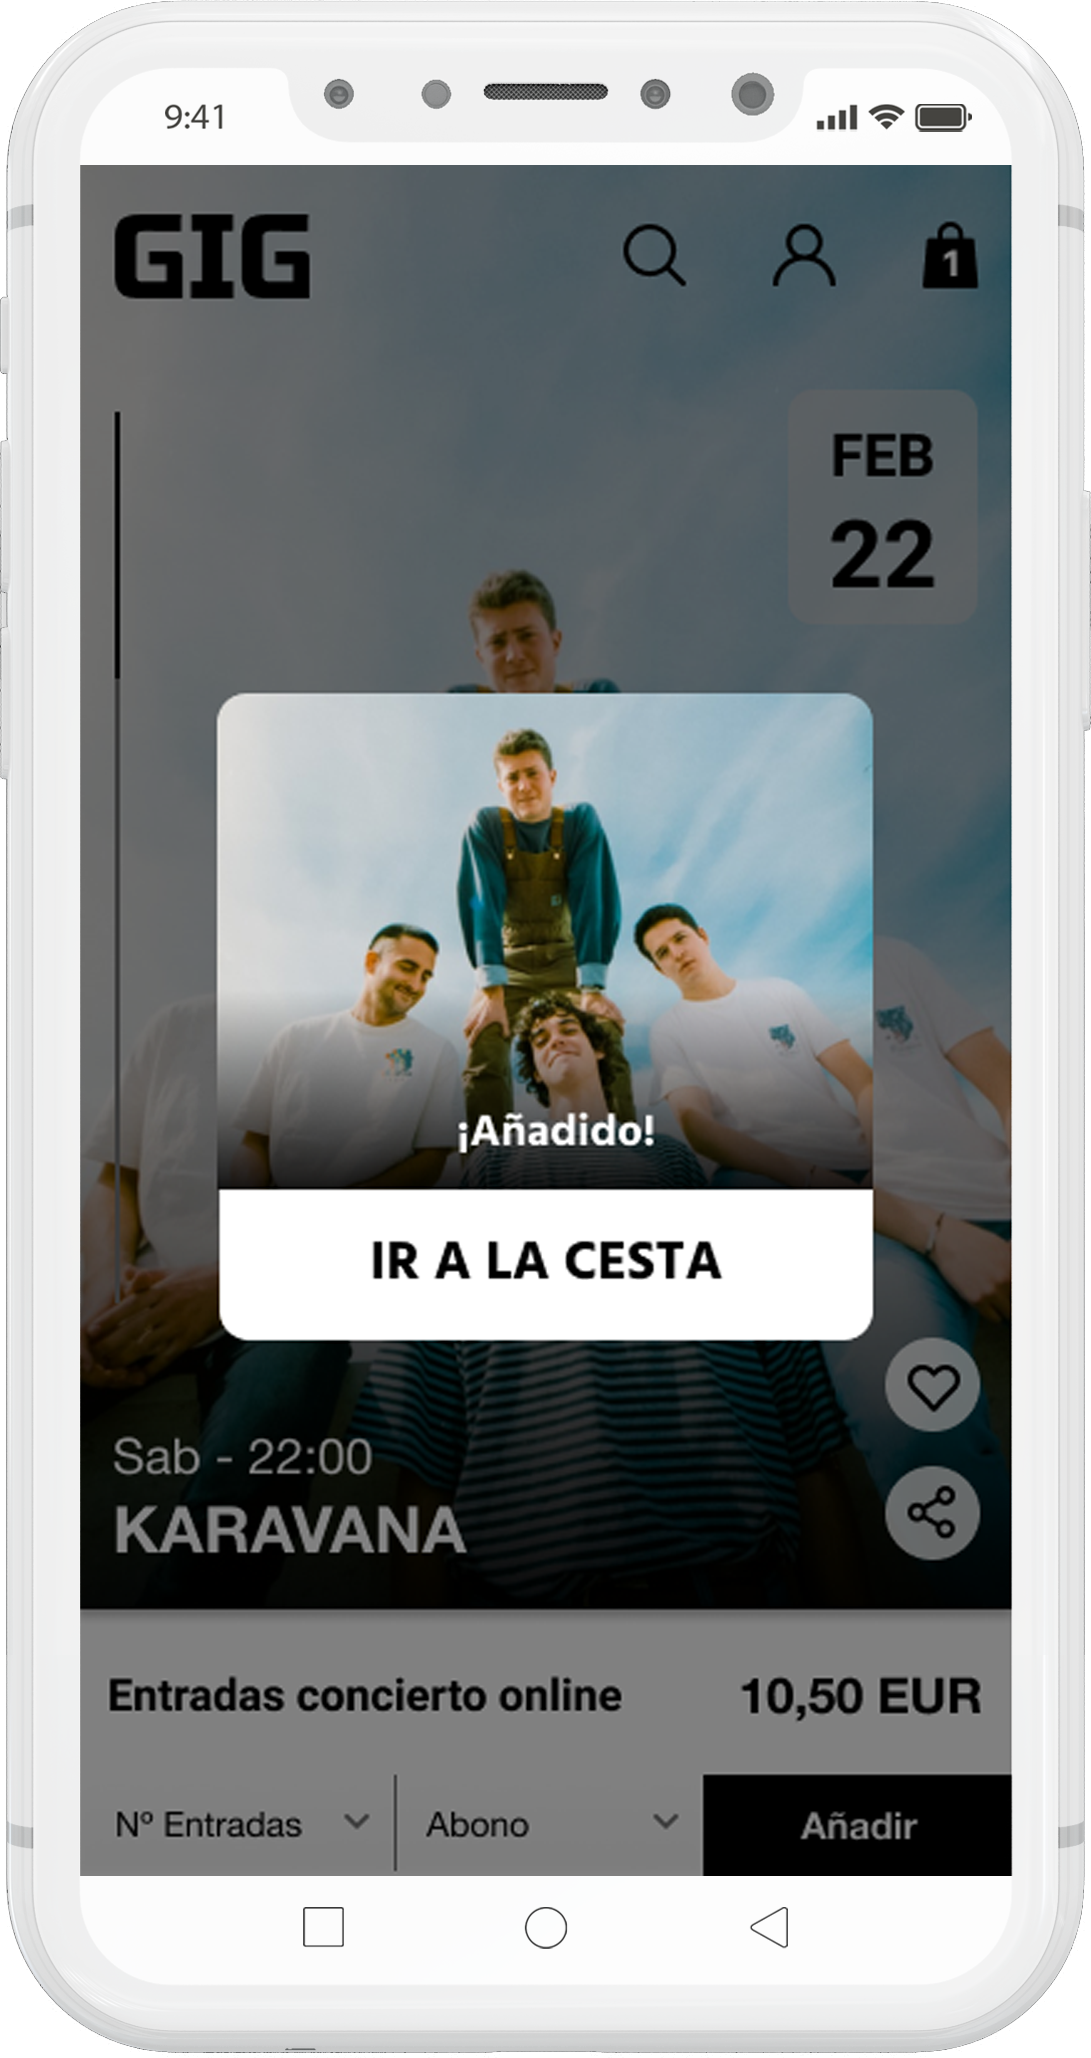 9:41
GIG
1
FEB
22
¡Añadido!
IR A LA CESTA
Sab - 22:00
KARAVANA
Entradas concierto online
10,50 EUR
Nº Entradas
Abono
Añadir